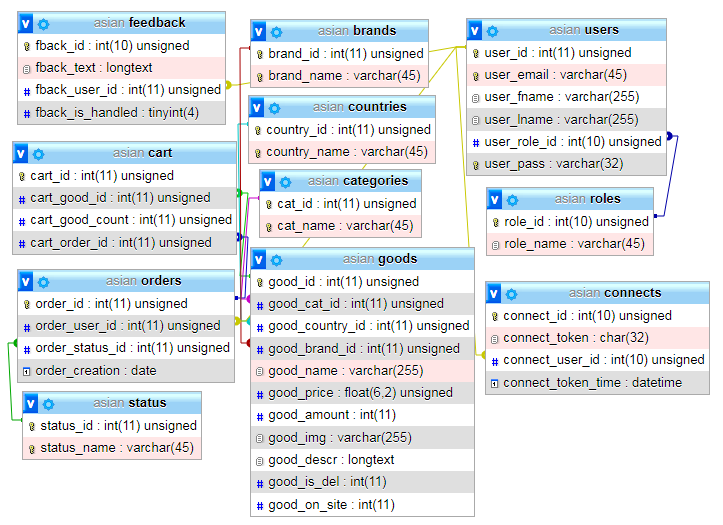 v asian feedback
fback_id : int(10) unsigned
fback_text : longtext
# fback_user_id : int(11) unsigned
# fback_is_handled : tinyint(4)
v asian cart
cart_id : int(11) unsigned
# cart_good_id : int(11) unsigned
# cart_good_count : int(11) unsigned
# cart_order_id : int(11) unsigned
v asian orders
order_id : int(11) unsigned
# order_user_id : int(11) unsigned
# order_status_id : int(11) unsigned
order_creation : date
v asian status
status_id : int(11) unsigned
status_name : varchar(45)
v asian brands
brand_id : int(11) unsigned
brand_name : varchar(45)
v asian countries
country_id : int(11) unsigned
country_name : varchar(45)
v asian categories
cat_id : int(11) unsigned
cat_name : varchar(45)
v asian goods
good_id : int(11) unsigned
# good_cat_id : int(11) unsigned
# good_country_id : int(11) unsigned
# good_brand_id : int(11) unsigned
good_name : varchar(255)
# good_price : float(6,2) unsigned
# good_amount : int(11)
good_img : varchar(255)
good_descr : longtext
# good_is_del : int(11)
# good_on_site : int(11)
v asian users
user_id : int(11) unsigned
user_email : varchar(45)
user_fname : varchar(255)
user_lname : varchar(255)
# user_role_id : int(10) unsigned
user_pass : varchar(32)
v asian roles
role_id : int(10) unsigned
role_name : varchar(45)
v asian connects
connect_id : int(10) unsigned
connect_token : char(32)
# connect_user_id : int(10) unsigned
connect_token_time : datetime